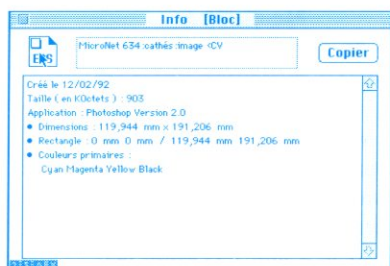 Info [Bloc]
EPS
MicroNet 634 :cathés :image <CV
Copier
Créé le 12/02/92
Taille ( en KOctets ) : 903
Application : Photoshop Version 2.0
● Dimensions : 119,944 mm x 191,206 mm
● Rectangle : 0 mm 0 mm / 119,944 mm 191,206 mm
● Couleurs primaires :
Cyan Magenta Yellow Black